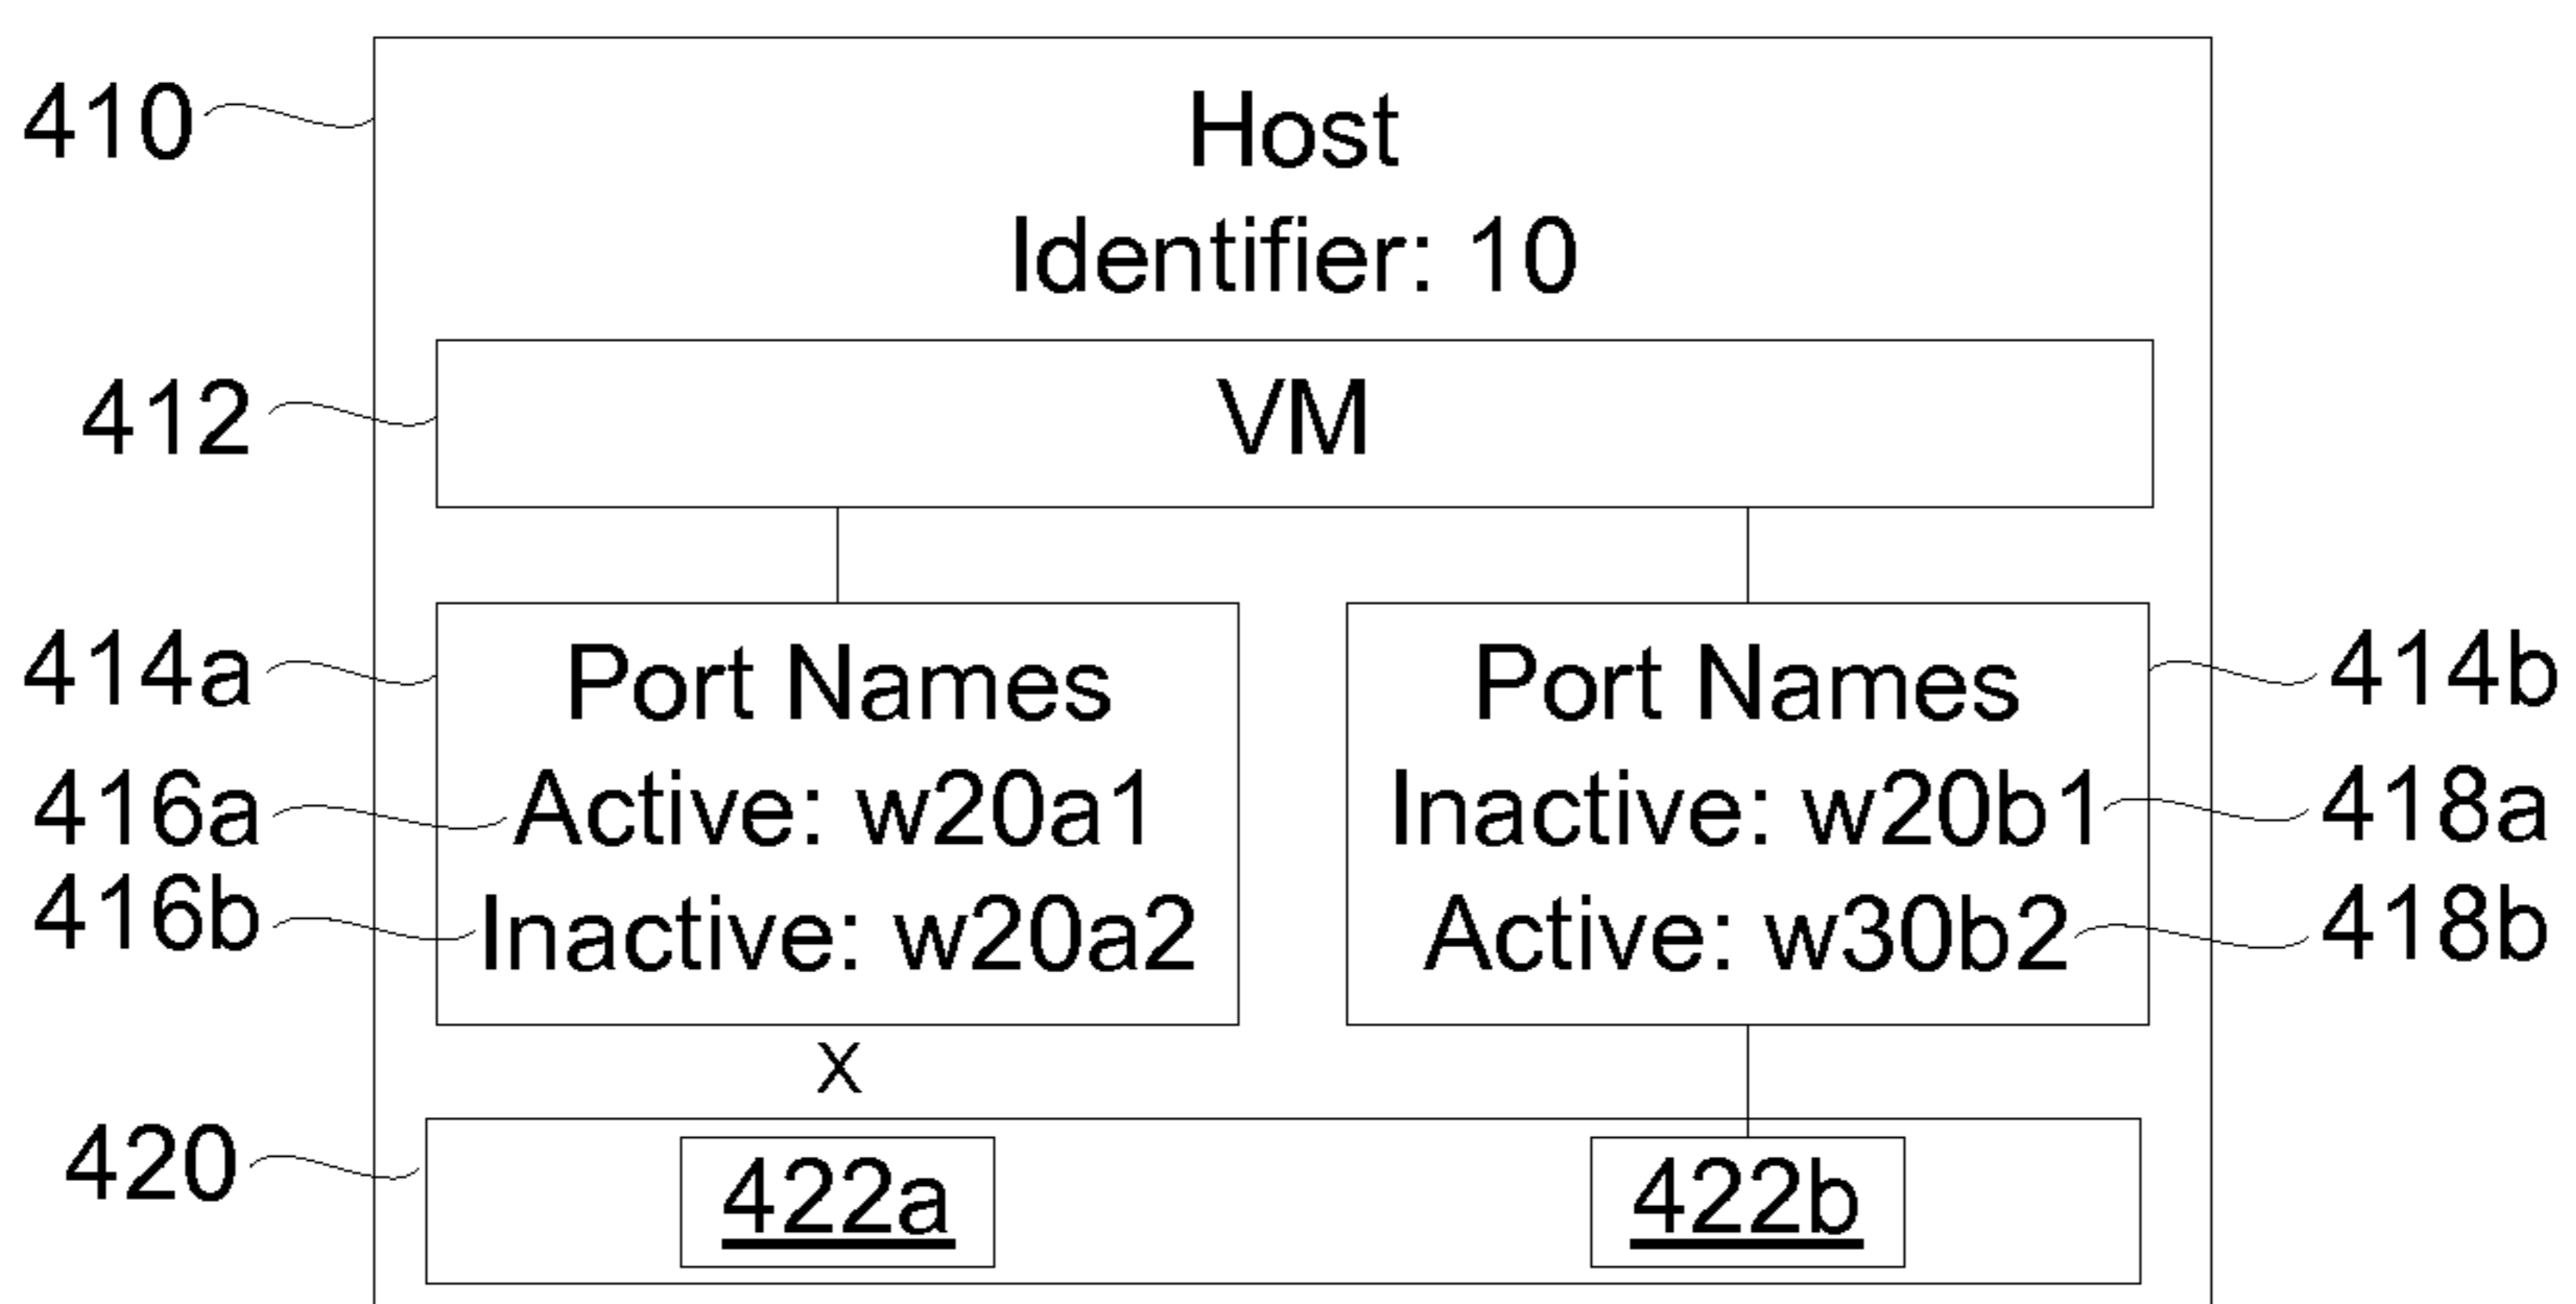 410
Host
Identifier: 10
412
VM
414a
Port Names
Port Names
414b
416a
Active: w20a1
Inactive: w20b1
418a
416b
Inactive: w20a2
Active: w30b2
418b
X
420
422a
422b